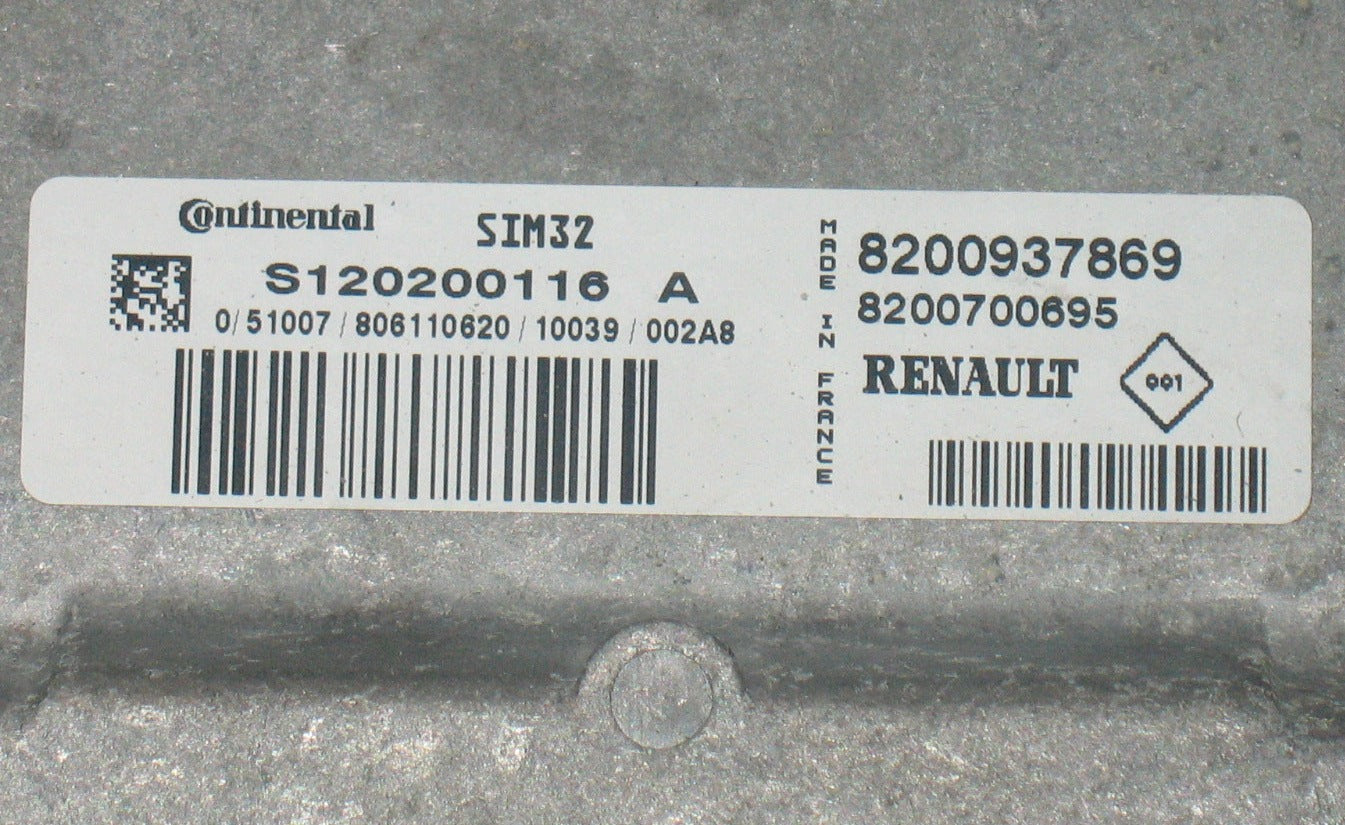 Continental SIM32
S120200116 A
0/51007/806110620/10039/002A8
MADE IN FRANCE
8200937869
8200700695
RENAULT 001